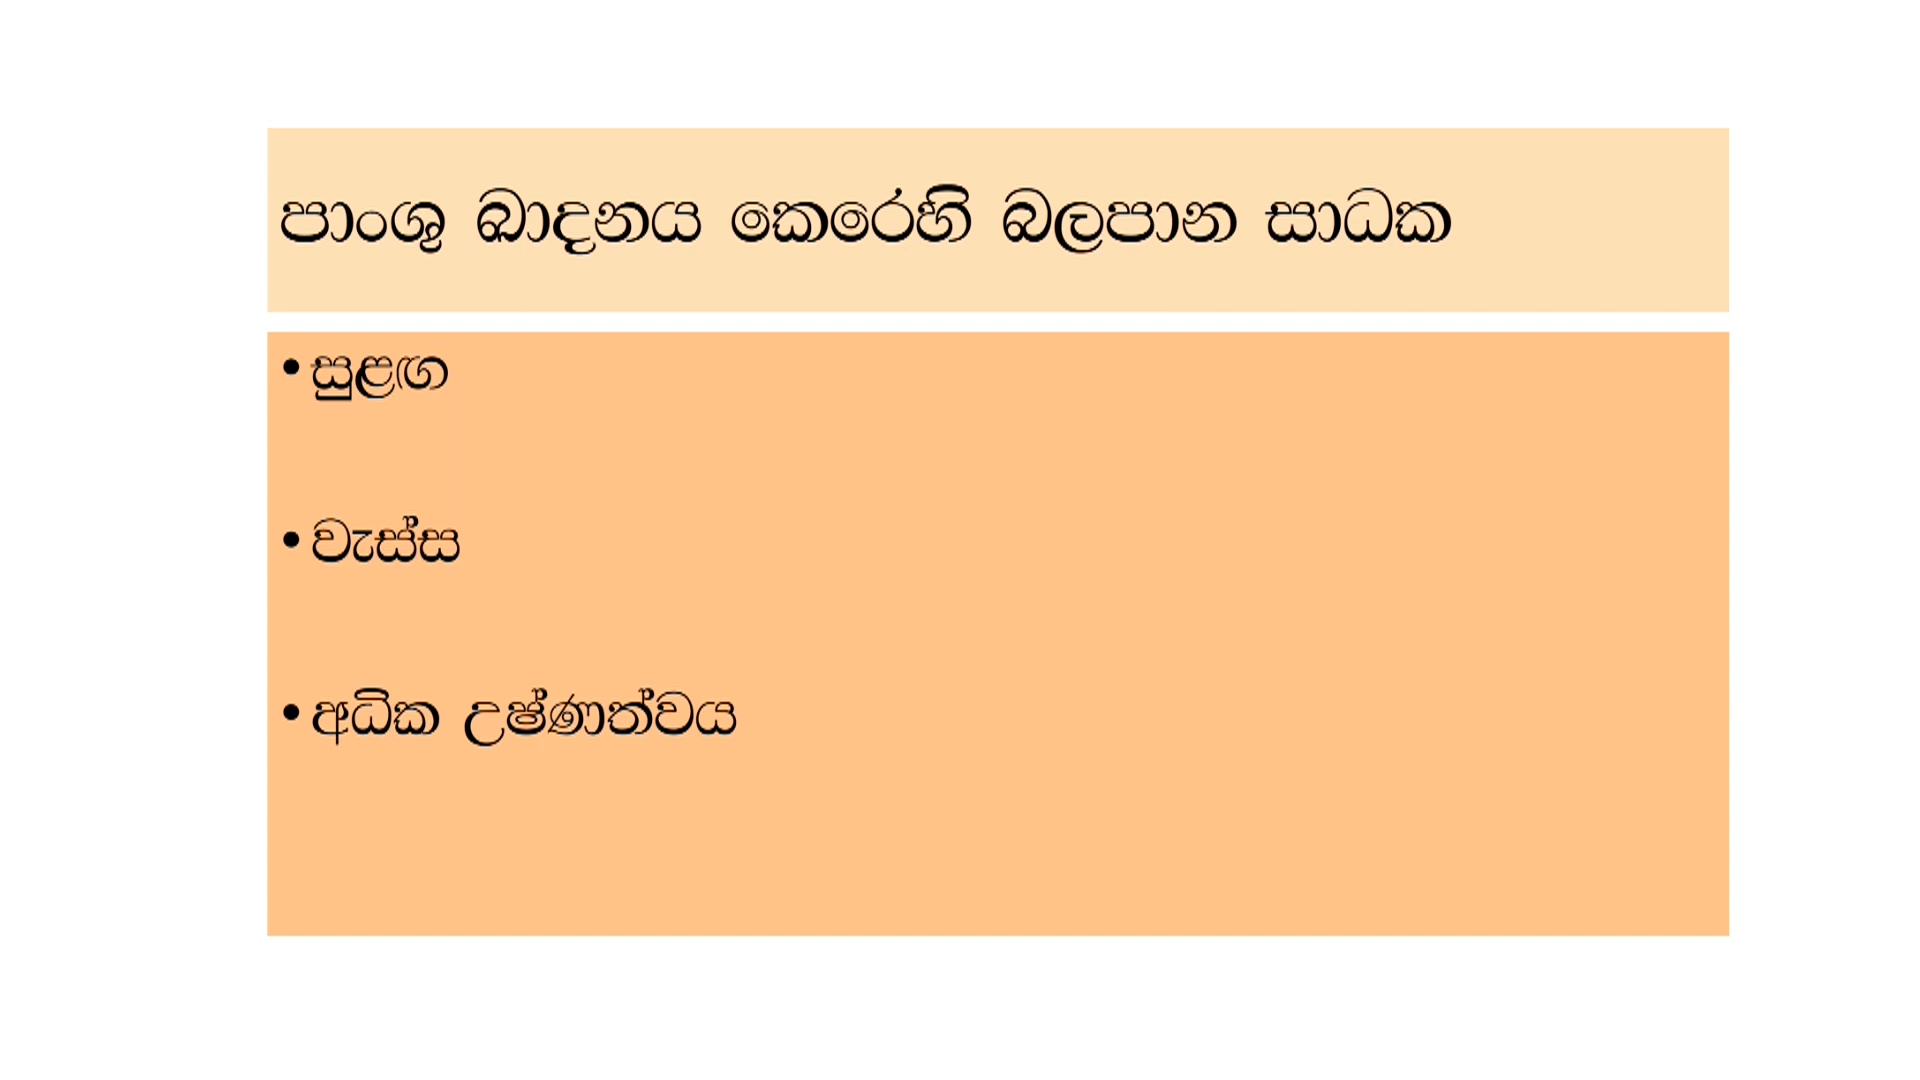 පාංශු ඛාදනය කෙරෙහි බලපාන සාධක
• සුළඟ
• වැස්ස
• අධික උෂ්ණත්වය